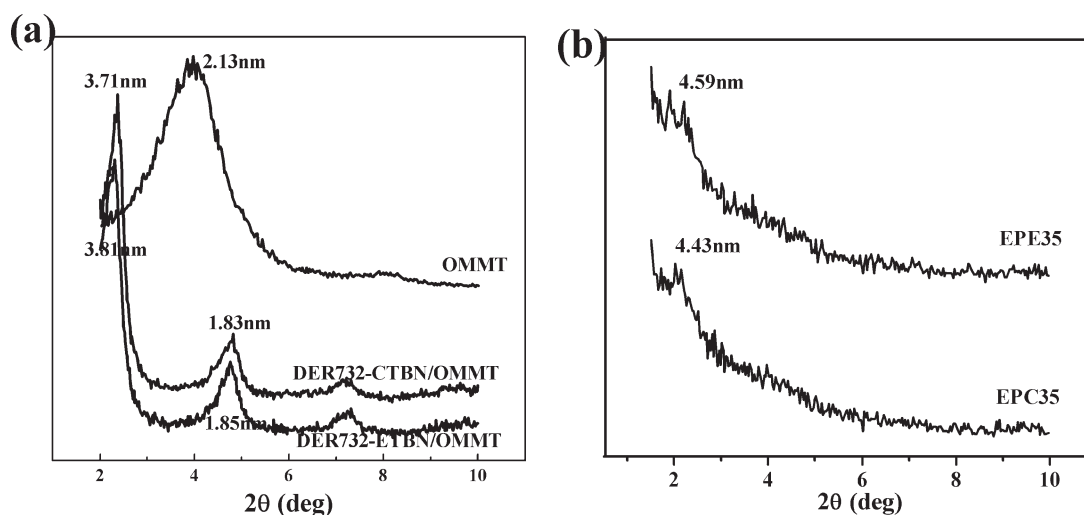 (a)
3.71nm
2.13nm
3.81nm
OMMT
1.83nm
DER732-CTBN/OMMT
1.85nm
DER732-ETBN/OMMT
2 4 6 8 10
2θ (deg)
(b)
4.59nm
EPE35
4.43nm
EPC35
2 4 6 8 10
2θ (deg)